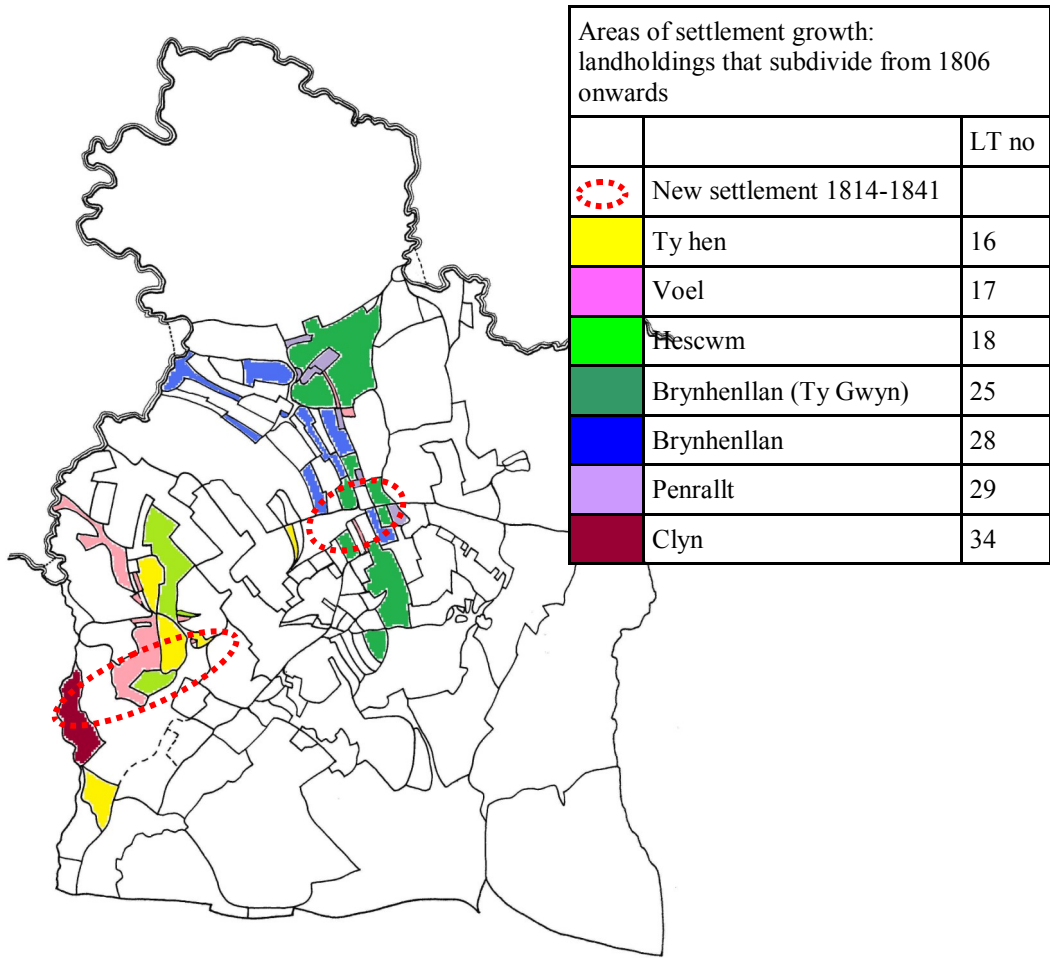 Areas of settlement growth:
landholdings that subdivide from 1806
onwards
LT no
New settlement 1814-1841
Ty hen 16
Voel 17
Hescwm 18
Brynhenllan (Ty Gwyn) 25
Brynhenllan 28
Penrallt 29
Clyn 34